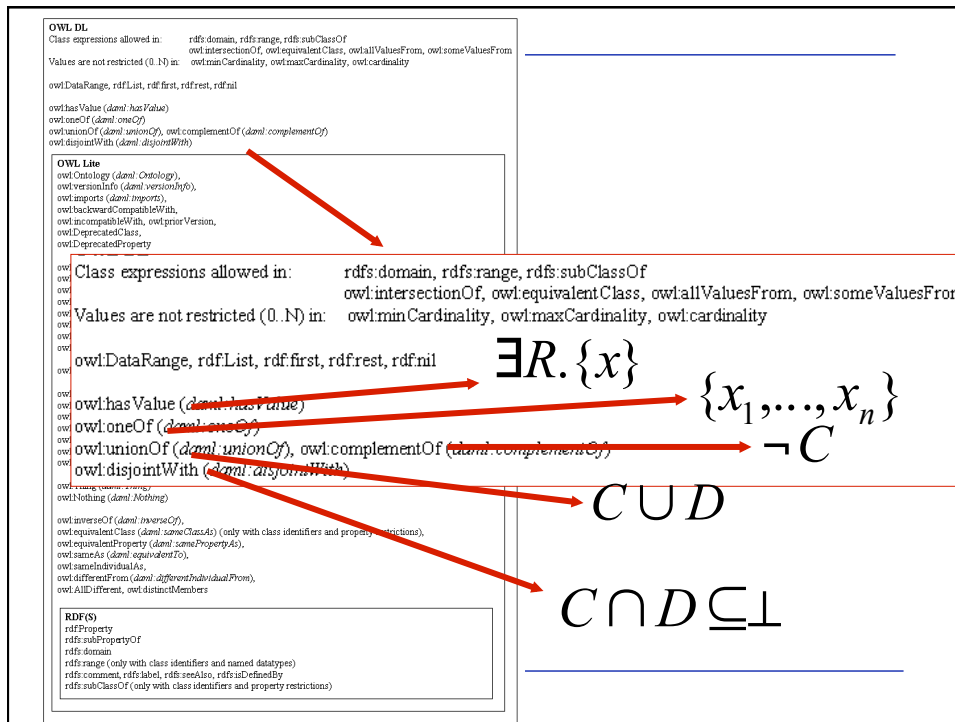 OWL DL
Class expressions allowed in: rdfs:domain, rdfs:range, rdfs:subClassOf
owl:intersectionOf, owl:equivalentClass, owl:allValuesFrom, owl:someValuesFrom
Values are not restricted (0..N) in: owl:minCardinality, owl:maxCardinality, owl:cardinality
owl:DataRange, rdf:List, rdf:first, rdf:rest, rdf:nil
owl:hasValue (daml:hasValue)
owl:oneOf (daml:oneOf)
owl:unionOf (daml:unionOf), owl:complementOf (daml:complementOf)
owl:disjointWith (daml:disjointWith)
OWL Lite
owl:Ontology (daml:Ontology),
owl:versionInfo (daml:versionInfo),
owl:imports (daml:imports),
owl:backwardCompatibleWith,
owl:incompatibleWith, owl:priorVersion,
owl:DeprecatedClass,
owl:DeprecatedProperty
Class expressions allowed in: rdfs:domain, rdfs:range, rdfs:subClassOf
owl:intersectionOf, owl:equivalentClass, owl:allValuesFrom, owl:someValuesFrom
Values are not restricted (0..N) in: owl:minCardinality, owl:maxCardinality, owl:cardinality
owl:DataRange, rdf:List, rdf:first, rdf:rest, rdf:nil
∃R.{x}
owl:hasValue (daml:hasValue)
{x₁,...,xₙ}
owl:oneOf (daml:oneOf)
owl:unionOf (daml:unionOf), owl:complementOf (daml:complementOf)
¬C
owl:disjointWith (daml:disjointWith)
owl:Nothing (daml:Nothing)
C ∪ D
owl:inverseOf (daml:inverseOf),
owl:equivalentClass (daml:sameClassAs) (only with class identifiers and property restrictions),
owl:equivalentProperty (daml:samePropertyAs),
owl:sameAs (daml:equivalentTo),
owl:sameIndividualAs,
owl:differentFrom (daml:differentIndividualFrom),
owl:AllDifferent, owl:distinctMembers
C ∩ D ⊆ ⊥
RDF(S)
rdf:Property
rdfs:subPropertyOf
rdfs:domain
rdfs:range (only with class identifiers and named datatypes)
rdfs:comment, rdfs:label, rdfs:seeAlso, rdfs:isDefinedBy
rdfs:subClassOf (only with class identifiers and property restrictions)